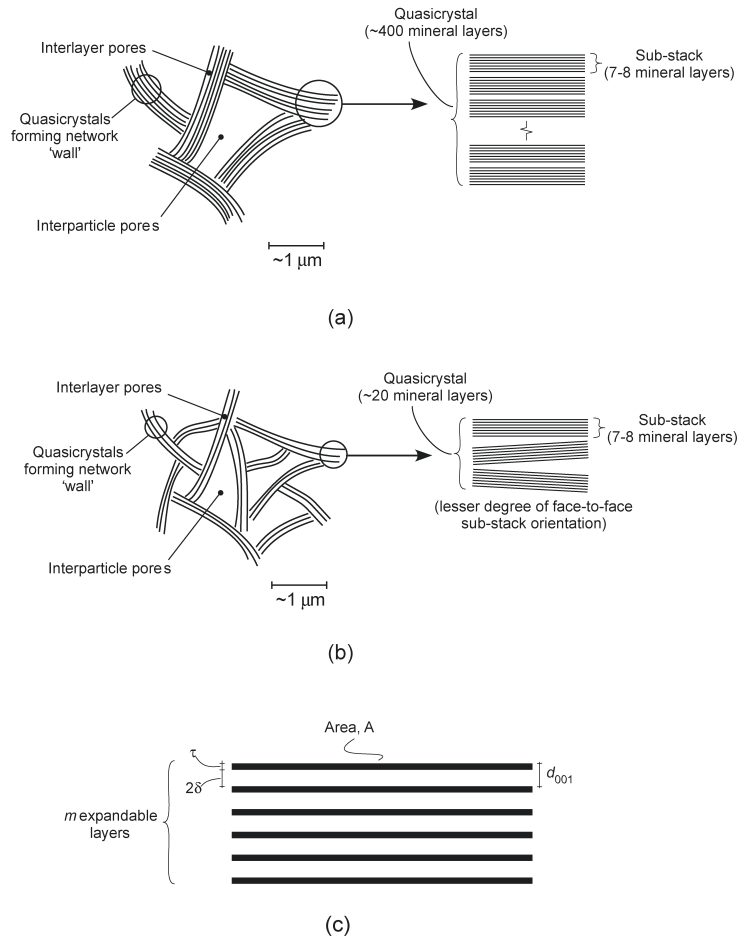 Interlayer pores
Quasicrystals
forming network
‘wall’
Interparticle pores
~1 μm
Quasicrystal
(~400 mineral layers)
Sub-stack
(7-8 mineral layers)
(a)
Interlayer pores
Quasicrystals
forming network
‘wall’
Interparticle pores
~1 μm
Quasicrystal
(~20 mineral layers)
Sub-stack
(7-8 mineral layers)
(lesser degree of face-to-face
sub-stack orientation)
(b)
Area, A
τ
2δ
d001
m expandable
layers
(c)